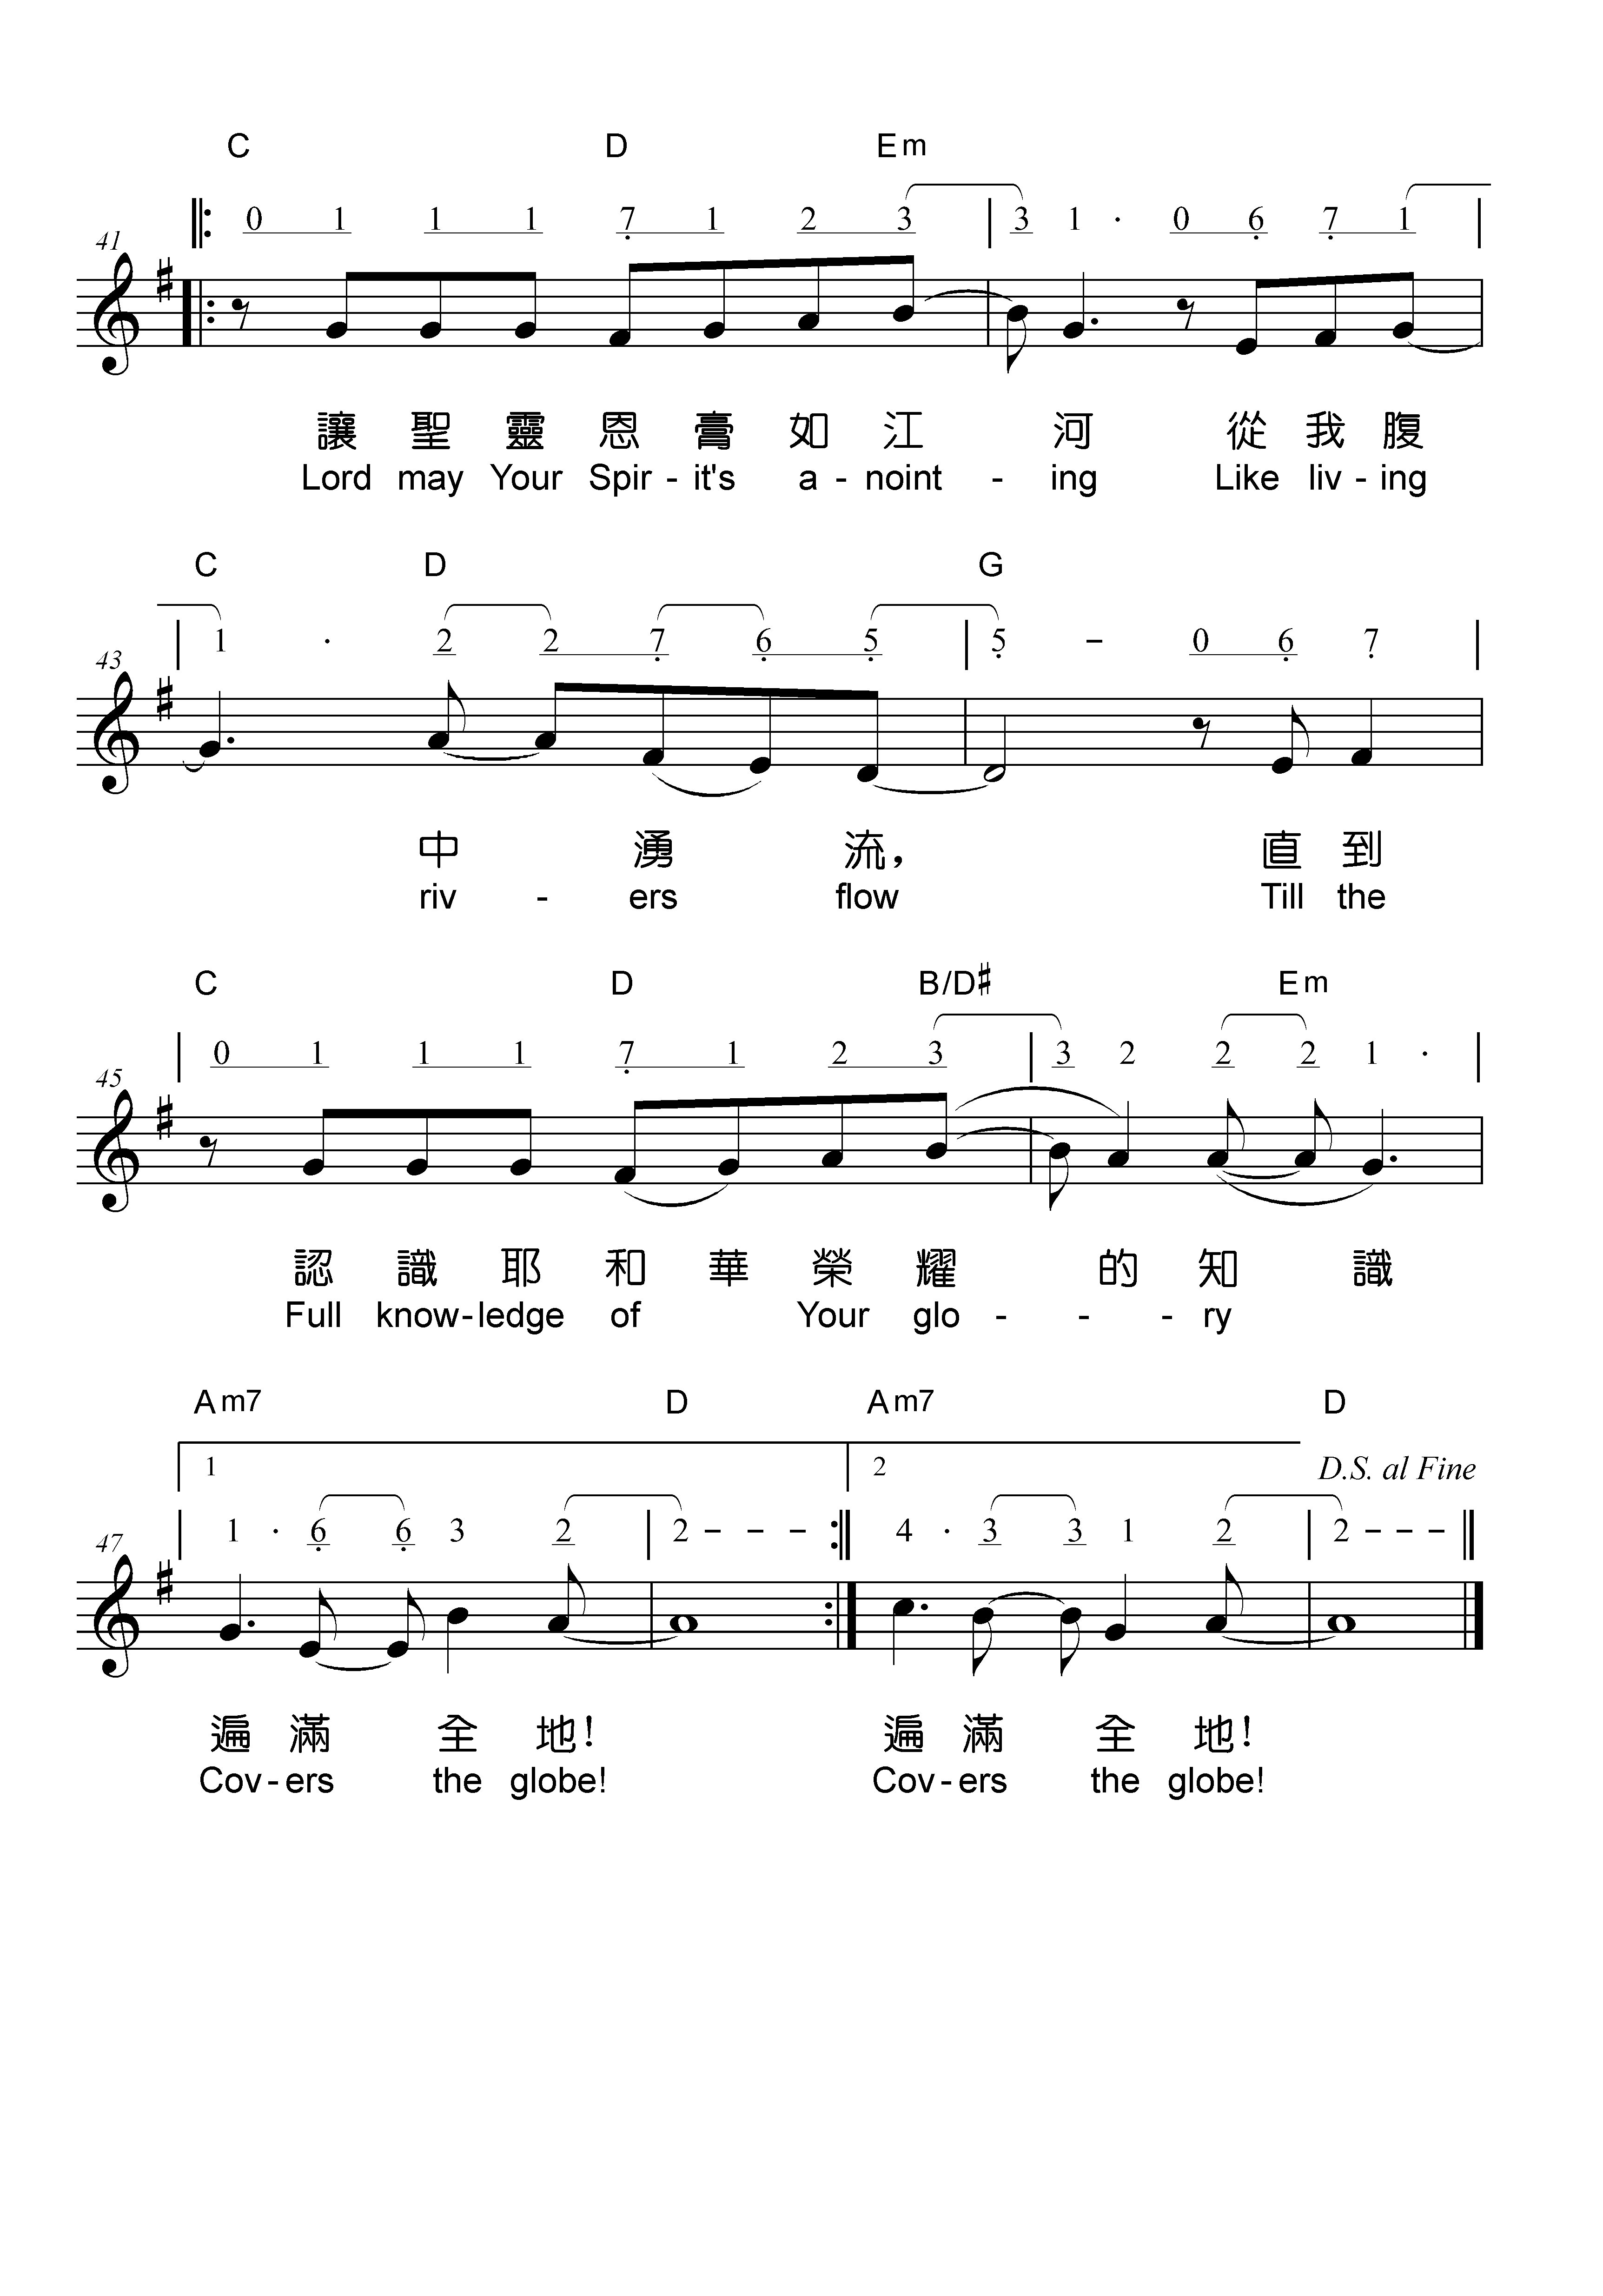 C D Em
0 1 1 1 7 1 2 3 3 1 · 0 6 7 1
41
讓 聖 靈 恩 膏 如 江 河 從 我 腹
Lord may Your Spir - it's a - noint - ing Like liv - ing
C D G
1 · 2 2 7 6 5 5 – 0 6 7
43
中 湧 流, 直 到
riv - ers flow Till the
C D B/D♯ Em
0 1 1 1 7 1 2 3 3 2 2 2 1 ·
45
認 識 耶 和 華 榮 耀 的 知 識
Full know - ledge of Your glo - - - ry
Am7 D Am7 D
1 2 D.S. al Fine
1 · 6 6 3 2 2 – – – 4 · 3 3 1 2 2 – – –
47
遍 滿 全 地! 遍 滿 全 地!
Cov - ers the globe! Cov - ers the globe!